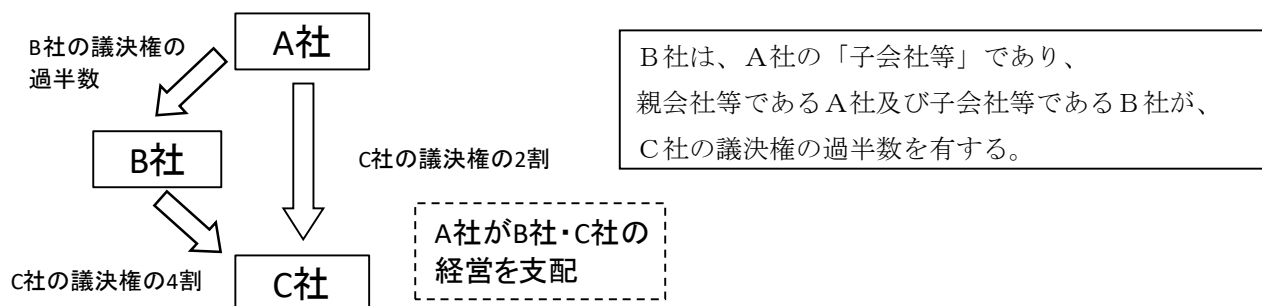 A社
B社の議決権の
過半数
B社
C社の議決権の2割
C社の議決権の4割
C社
A社がB社・C社の
経営を支配
B社は、A社の「子会社等」であり、
親会社等であるA社及び子会社等であるB社が、
C社の議決権の過半数を有する。